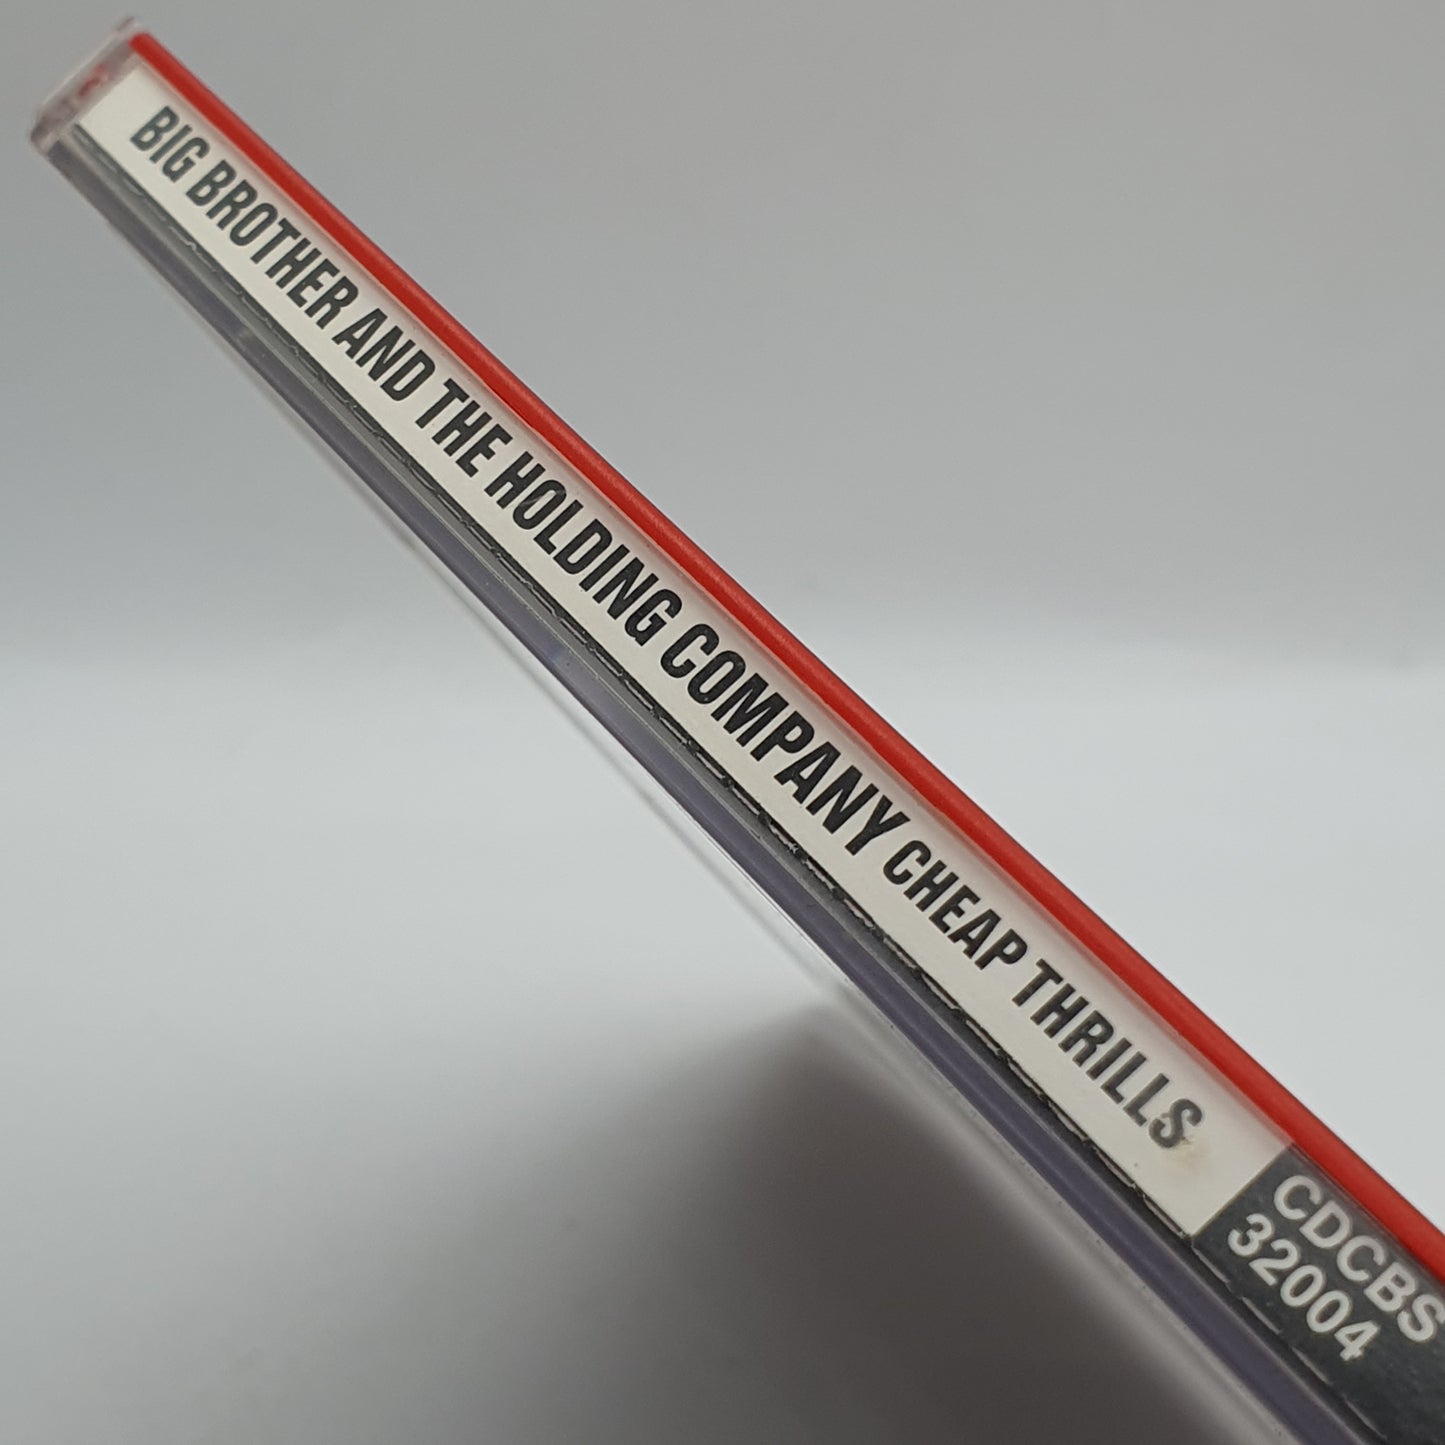 BIG BROTHER AND THE HOLDING COMPANY CHEAP THRILLS
CDCBS
32004